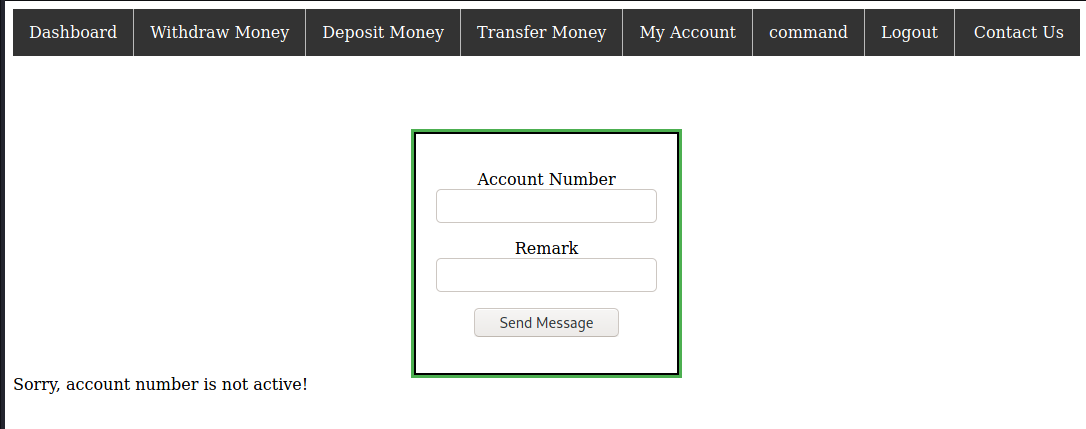 Dashboard Withdraw Money Deposit Money Transfer Money My Account command Logout Contact Us
Account Number
Remark
Send Message
Sorry, account number is not active!